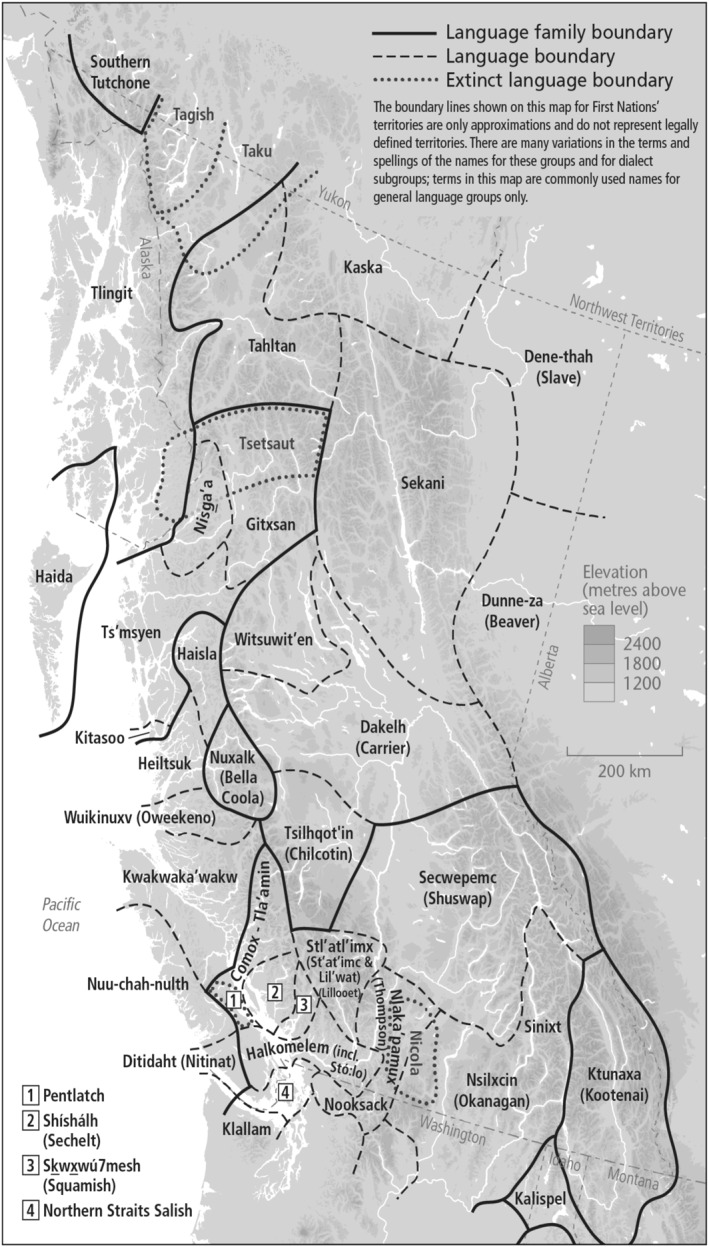 Language family boundary
Language boundary
Extinct language boundary
The boundary lines shown on this map for First Nations'
territories are only approximations and do not represent legally
defined territories. There are many variations in the terms and
spellings of the names for these groups and for dialect
subgroups; terms in this map are commonly used names for
general language groups only.
Southern
Tutchone
Tagish
Taku
Yukon
Alaska
Kaska
Tlingit
Northwest Territories
Tahltan
Dene-thah
(Slave)
Tsetsaut
Sekani
Nisg̲a'a
Gitxsan
Haida
Elevation
(metres above
sea level)
2400
1800
1200
Dunne-za
(Beaver)
Alberta
Ts'msyen
Witsuwit'en
Haisla
Kitasoo
Dakelh
(Carrier)
Heiltsuk
Nuxalk
(Bella
Coola)
200 km
Wuikinuxv (Oweekeno)
Tsilhqot'in
(Chilcotin)
Kwakwaka'wakw
Comox - Tla'amin
Secwepemc
(Shuswap)
Pacific
Ocean
Stl'atl'imx
(St'at'imc &
Lil'wat)
(Lillooet)
Nuu-chah-nulth
1
2
3
Nłaka'pamux
(Thompson)
Nicola
Sinixt
Ditidaht (Nitinat)
Halkomelem (incl.
Stó:lo)
Nsilxcin
(Okanagan)
Ktunaxa
(Kootenai)
4
Klallam
Nooksack
Washington
Idaho
Montana
Kalispel
1 Pentlatch
2 Shíshálh
(Sechelt)
3 Sḵwx̱wú7mesh
(Squamish)
4 Northern Straits Salish